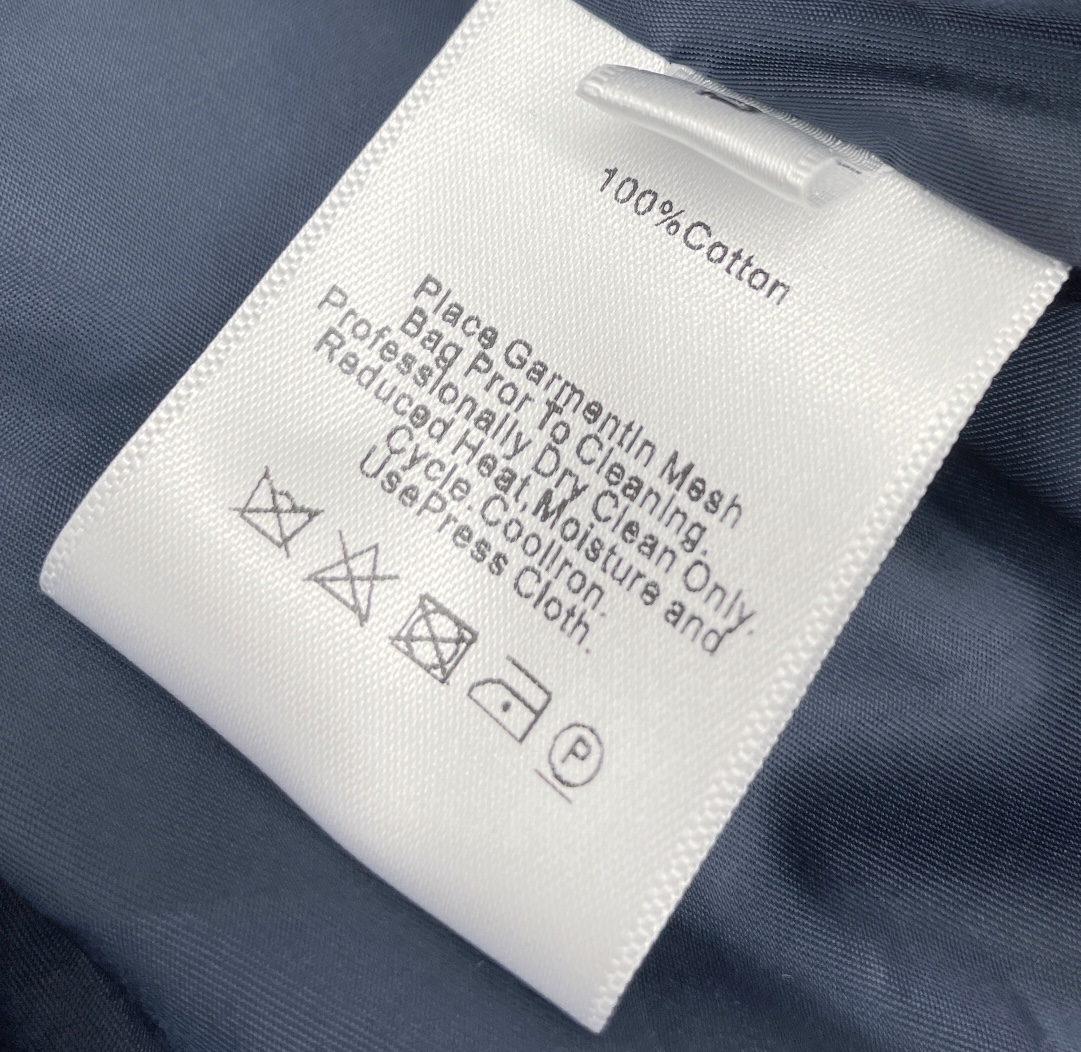 100%Cotton
Place GarmentIn Mesh
Bag Pror To Cleaning.
Professionally Dry Clean Only.
Reduced Heat,Moisture and
Cycle. CoolIron.
UsePress Cloth.
P